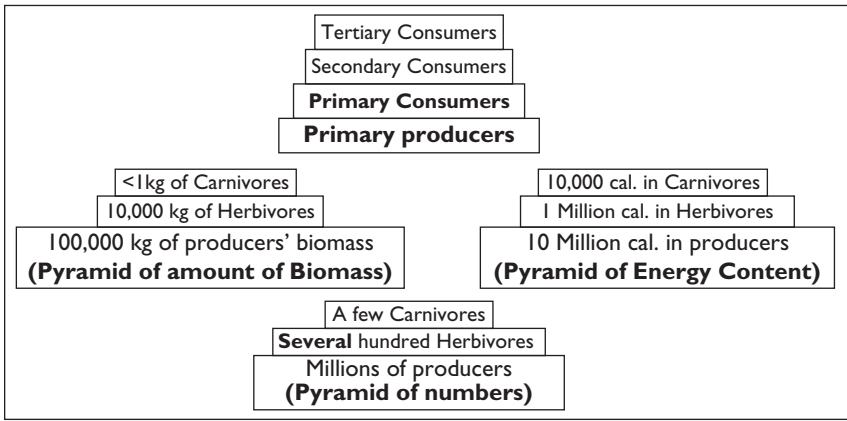 Tertiary Consumers
Secondary Consumers
Primary Consumers
Primary producers
<1kg of Carnivores
10,000 kg of Herbivores
100,000 kg of producers’ biomass
(Pyramid of amount of Biomass)
10,000 cal. in Carnivores
1 Million cal. in Herbivores
10 Million cal. in producers
(Pyramid of Energy Content)
A few Carnivores
Several hundred Herbivores
Millions of producers
(Pyramid of numbers)